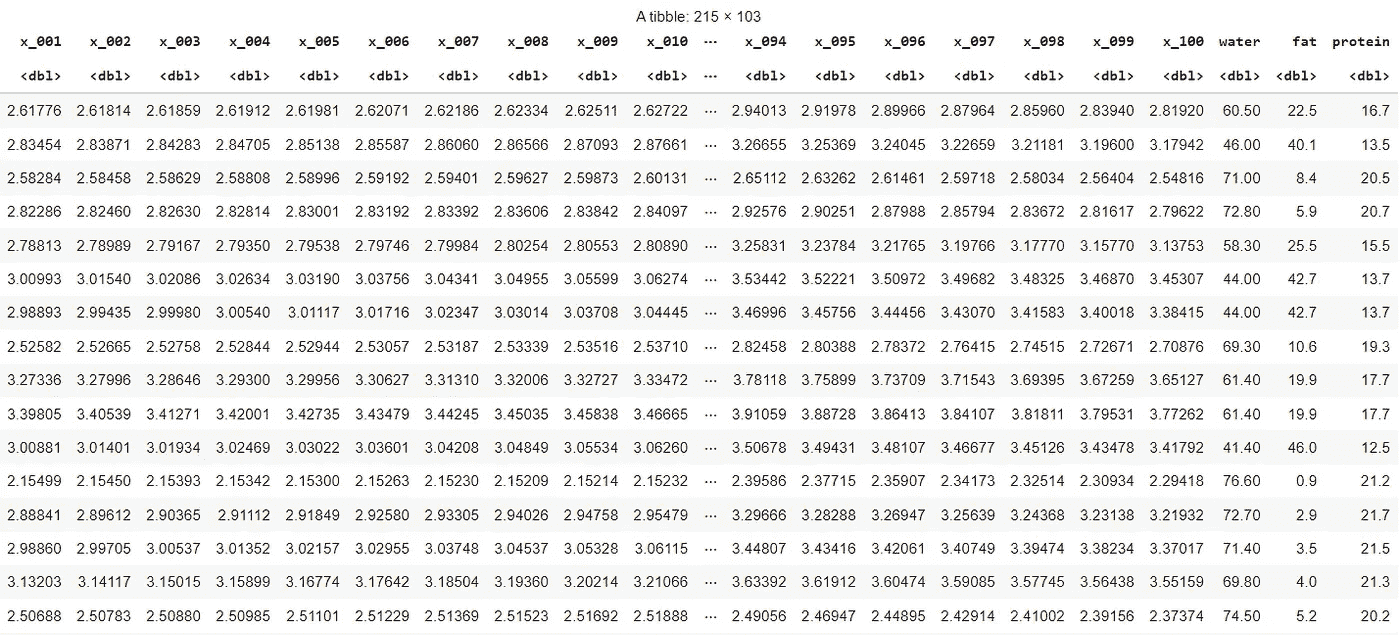 A tibble: 215 × 103
x_001 x_002 x_003 x_004 x_005 x_006 x_007 x_008 x_009 x_010 ⋯ x_094 x_095 x_096 x_097 x_098 x_099 x_100 water fat protein
<dbl> <dbl> <dbl> <dbl> <dbl> <dbl> <dbl> <dbl> <dbl> <dbl> ⋯ <dbl> <dbl> <dbl> <dbl> <dbl> <dbl> <dbl> <dbl> <dbl> <dbl>
2.61776 2.61814 2.61859 2.61912 2.61981 2.62071 2.62186 2.62334 2.62511 2.62722 ⋯ 2.94013 2.91978 2.89966 2.87964 2.85960 2.83940 2.81920 60.50 22.5 16.7
2.83454 2.83871 2.84283 2.84705 2.85138 2.85587 2.86060 2.86566 2.87093 2.87661 ⋯ 3.26655 3.25369 3.24045 3.22659 3.21181 3.19600 3.17942 46.00 40.1 13.5
2.58284 2.58458 2.58629 2.58808 2.58996 2.59192 2.59401 2.59627 2.59873 2.60131 ⋯ 2.65112 2.63262 2.61461 2.59718 2.58034 2.56404 2.54816 71.00 8.4 20.5
2.82286 2.82460 2.82630 2.82814 2.83001 2.83192 2.83392 2.83606 2.83842 2.84097 ⋯ 2.92576 2.90251 2.87988 2.85794 2.83672 2.81617 2.79622 72.80 5.9 20.7
2.78813 2.78989 2.79167 2.79350 2.79538 2.79746 2.79984 2.80254 2.80553 2.80890 ⋯ 3.25831 3.23784 3.21765 3.19766 3.17770 3.15770 3.13753 58.30 25.5 15.5
3.00993 3.01540 3.02086 3.02634 3.03190 3.03756 3.04341 3.04955 3.05599 3.06274 ⋯ 3.53442 3.52221 3.50972 3.49682 3.48325 3.46870 3.45307 44.00 42.7 13.7
2.98893 2.99435 2.99980 3.00540 3.01117 3.01716 3.02347 3.03014 3.03708 3.04445 ⋯ 3.46996 3.45756 3.44456 3.43070 3.41583 3.40018 3.38415 44.00 42.7 13.7
2.52582 2.52665 2.52758 2.52844 2.52944 2.53057 2.53187 2.53339 2.53516 2.53710 ⋯ 2.82458 2.80388 2.78372 2.76415 2.74515 2.72671 2.70876 69.30 10.6 19.3
3.27336 3.27996 3.28646 3.29300 3.29956 3.30627 3.31310 3.32006 3.32727 3.33472 ⋯ 3.78118 3.75899 3.73709 3.71543 3.69395 3.67259 3.65127 61.40 19.9 17.7
3.39805 3.40539 3.41271 3.42001 3.42735 3.43479 3.44245 3.45035 3.45838 3.46665 ⋯ 3.91059 3.88728 3.86413 3.84107 3.81811 3.79531 3.77262 61.40 19.9 17.7
3.00881 3.01401 3.01934 3.02469 3.03022 3.03601 3.04208 3.04849 3.05534 3.06260 ⋯ 3.50678 3.49431 3.48107 3.46677 3.45126 3.43478 3.41792 41.40 46.0 12.5
2.15499 2.15450 2.15393 2.15342 2.15300 2.15263 2.15230 2.15209 2.15214 2.15232 ⋯ 2.39586 2.37715 2.35907 2.34173 2.32514 2.30934 2.29418 76.60 0.9 21.2
2.88841 2.89612 2.90365 2.91112 2.91849 2.92580 2.93305 2.94026 2.94758 2.95479 ⋯ 3.29666 3.28288 3.26947 3.25639 3.24368 3.23138 3.21932 72.70 2.9 21.7
2.98860 2.99705 3.00537 3.01352 3.02157 3.02955 3.03748 3.04537 3.05328 3.06115 ⋯ 3.44807 3.43416 3.42061 3.40749 3.39474 3.38234 3.37017 71.40 3.5 21.5
3.13203 3.14117 3.15015 3.15899 3.16774 3.17642 3.18504 3.19360 3.20214 3.21066 ⋯ 3.63392 3.61912 3.60474 3.59085 3.57745 3.56438 3.55159 69.80 4.0 21.3
2.50688 2.50783 2.50880 2.50985 2.51101 2.51229 2.51369 2.51523 2.51692 2.51888 ⋯ 2.49056 2.46947 2.44895 2.42914 2.41002 2.39156 2.37374 74.50 5.2 20.2